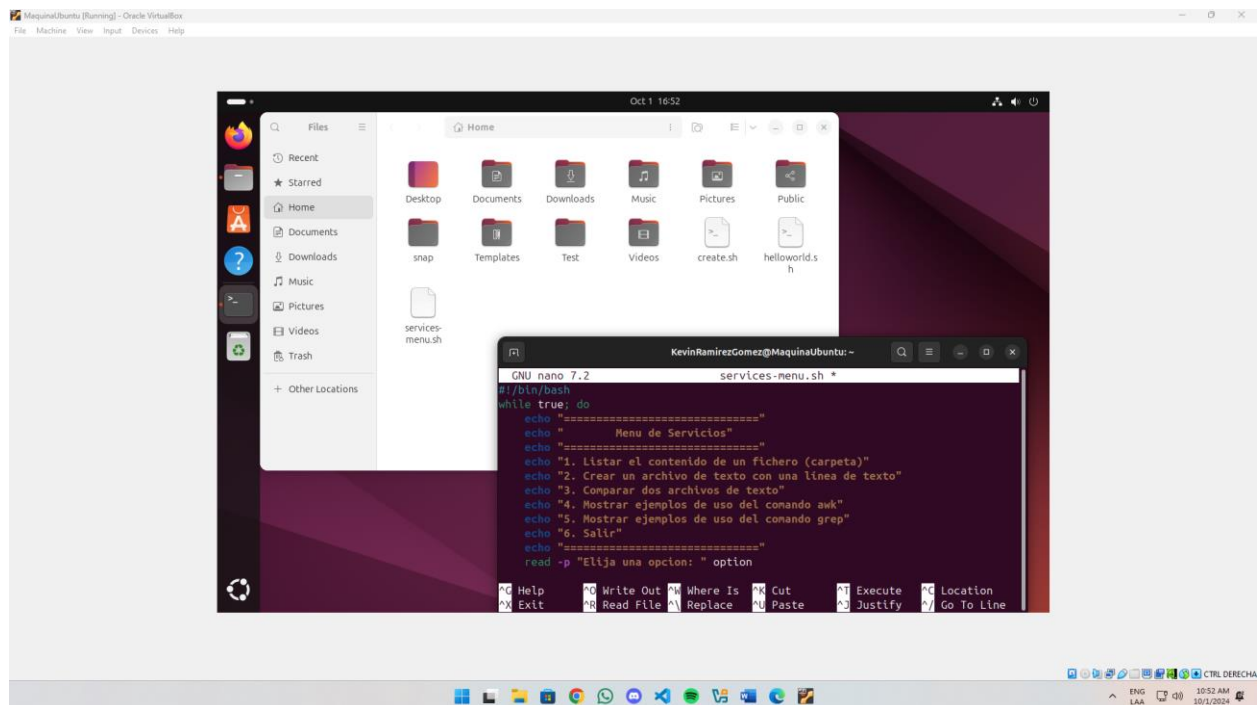 MaquinaUbuntu [Running] - Oracle VirtualBox
File Machine View Input Devices Help
Oct 1 16:52
Files
Home
Recent
Starred
Home
Documents
Downloads
Music
Pictures
Videos
Trash
+ Other Locations
Desktop
Documents
Downloads
Music
Pictures
Public
snap
Templates
Test
Videos
create.sh
helloworld.s
h
services-
menu.sh
KevinRamirezGomez@MaquinaUbuntu: ~
GNU nano 7.2 services-menu.sh *
#!/bin/bash
while true; do
echo "=============================="
echo " Menu de Servicios"
echo "=============================="
echo "1. Listar el contenido de un fichero (carpeta)"
echo "2. Crear un archivo de texto con una linea de texto"
echo "3. Comparar dos archivos de texto"
echo "4. Mostrar ejemplos de uso del comando awk"
echo "5. Mostrar ejemplos de uso del comando grep"
echo "6. Salir"
echo "=============================="
read -p "Elija una opcion: " option
^G Help ^O Write Out ^W Where Is ^K Cut ^T Execute ^C Location
^X Exit ^R Read File ^\ Replace ^U Paste ^J Justify ^/ Go To Line
CTRL DERECHA
ENG
LAA
10:52 AM
10/1/2024